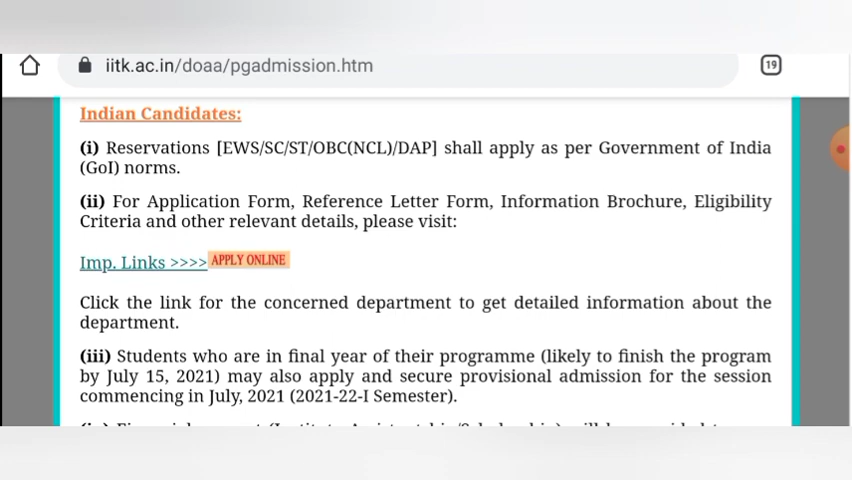 iitk.ac.in/doaa/pgadmission.htm
19
Indian Candidates:
(i) Reservations [EWS/SC/ST/OBC(NCL)/DAP] shall apply as per Government of India
(GoI) norms.
(ii) For Application Form, Reference Letter Form, Information Brochure, Eligibility
Criteria and other relevant details, please visit:
Imp. Links >>>> APPLY ONLINE
Click the link for the concerned department to get detailed information about the
department.
(iii) Students who are in final year of their programme (likely to finish the program
by July 15, 2021) may also apply and secure provisional admission for the session
commencing in July, 2021 (2021-22-I Semester).